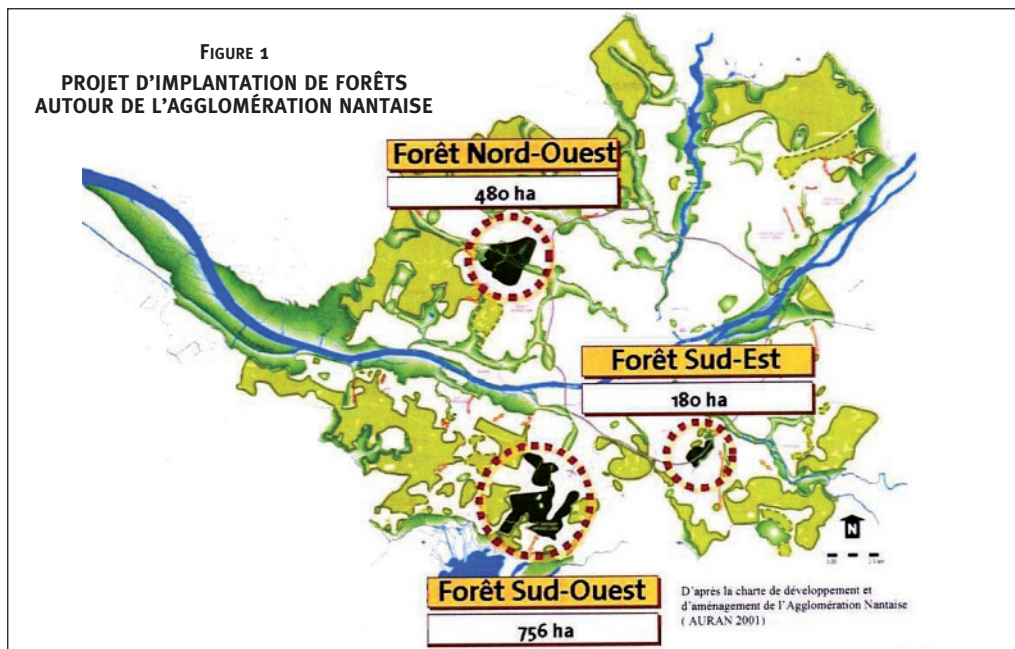 FIGURE 1
PROJET D'IMPLANTATION DE FORÊTS
AUTOUR DE L'AGGLOMÉRATION NANTAISE
Forêt Nord-Ouest
480 ha
Forêt Sud-Est
180 ha
Forêt Sud-Ouest
756 ha
N
D'après la charte de développement et
d'aménagement de l'Agglomération Nantaise
( AURAN 2001)